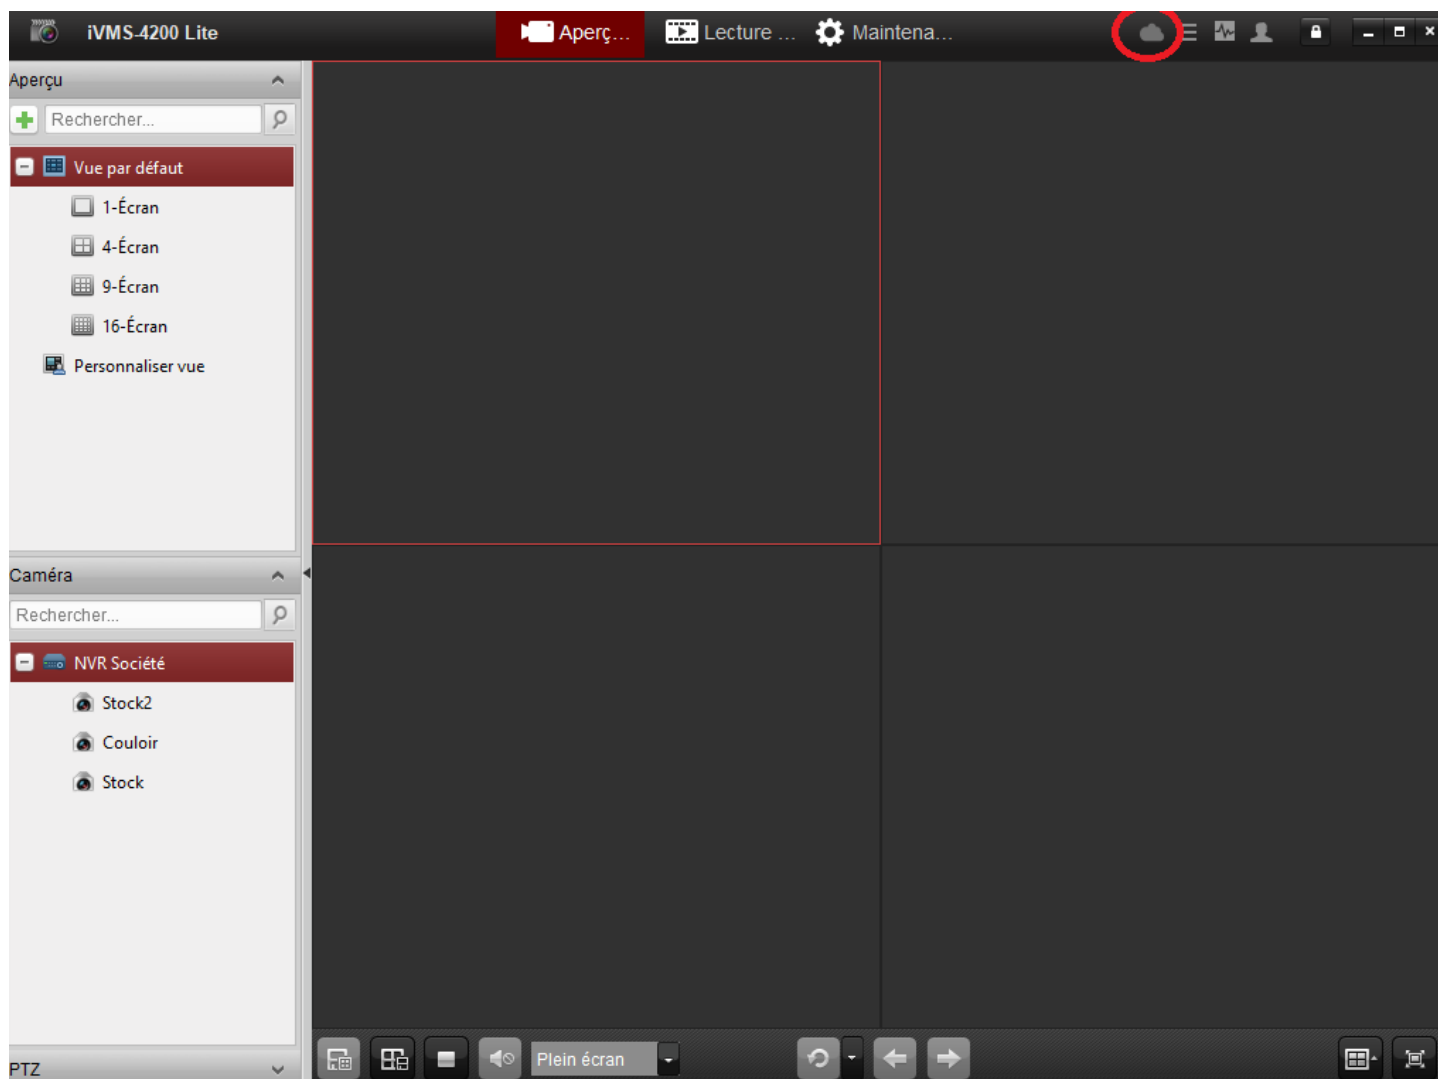 iVMS-4200 Lite
Aperç...
Lecture ...
Maintena...
Aperçu
Rechercher...
Vue par défaut
1-Écran
4-Écran
9-Écran
16-Écran
Personnaliser vue
Caméra
Rechercher...
NVR Société
Stock2
Couloir
Stock
PTZ
Plein écran